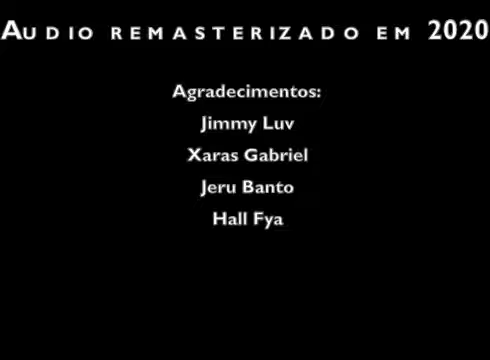 AUDIO REMASTERIZADO EM 2020
Agradecimentos:
Jimmy Luv
Xaras Gabriel
Jeru Banto
Hall Fya